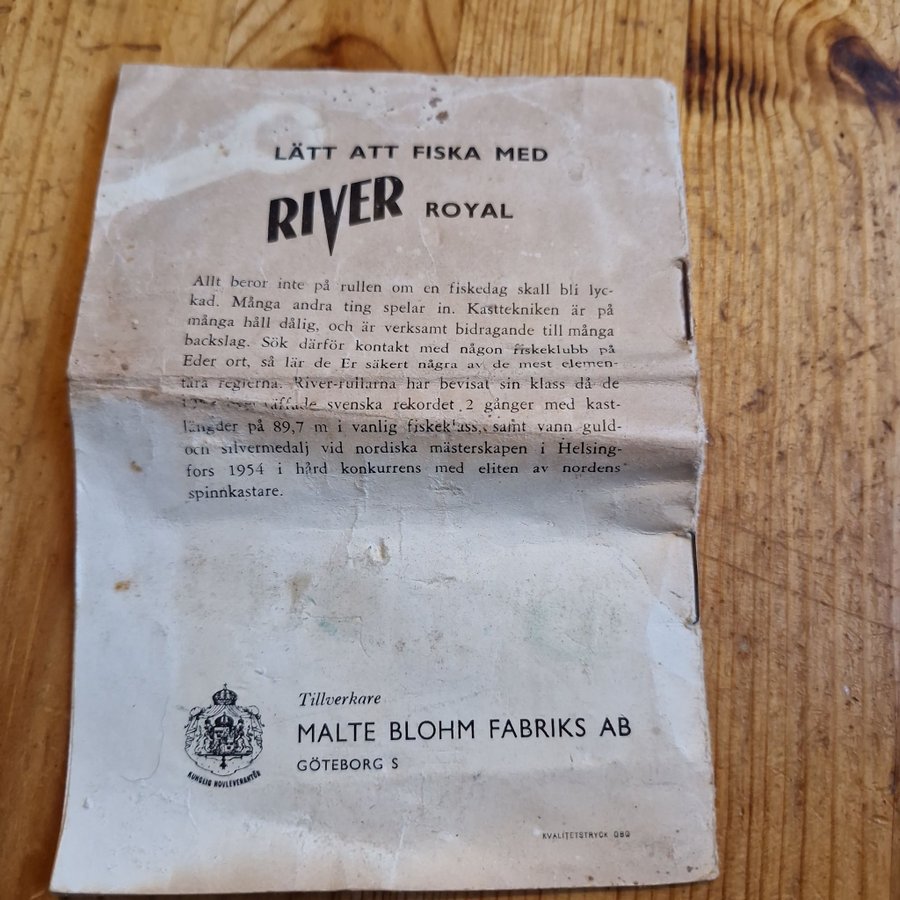 LÄTT ATT FISKA MED
RIVER ROYAL
Allt beror inte på rullen om en fiskedag skall bli lyc-
kad. Många andra ting spelar in. Kasttekniken är på
många håll dålig, och är verksamt bidragande till många
backslag. Sök därför kontakt med någon fiskeklubb på
Eder ort, så lär de Er säkert några av de mest elemen-
tära reglerna. River-rullarna har bevisat sin klass då de
svenska rekordet 2 gånger med kast-
längder på 89,7 m i vanlig fiskeklass, samt vann guld-
och silvermedalj vid nordiska mästerskapen i Helsing-
fors 1954 i hård konkurrens med eliten av nordens
spinnkastare.
Tillverkare
MALTE BLOHM FABRIKS AB
GÖTEBORG S
KUNGLIG HOVLEVERANTÖR
KVALITETSTRYCK GBG